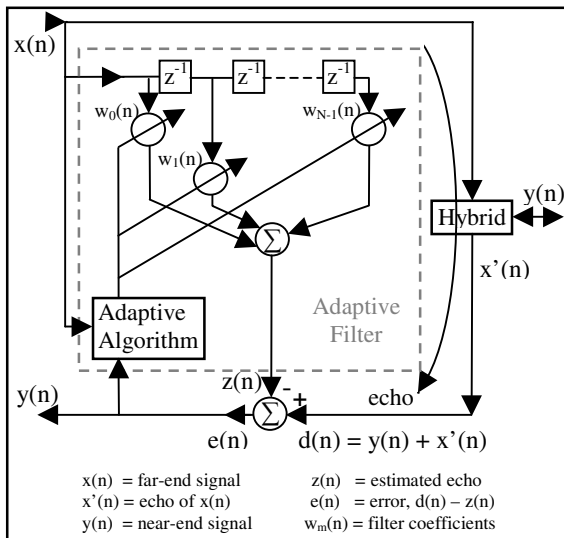 x(n)
z⁻¹ z⁻¹ z⁻¹
w₀(n) w_N-1(n)
w₁(n)
y(n)
Hybrid
Σ
x’(n)
Adaptive
Algorithm
Adaptive
Filter
z(n)
echo
y(n)
-
+
Σ
e(n) d(n) = y(n) + x’(n)
x(n) = far-end signal z(n) = estimated echo
x’(n) = echo of x(n) e(n) = error, d(n) – z(n)
y(n) = near-end signal w_m(n) = filter coefficients